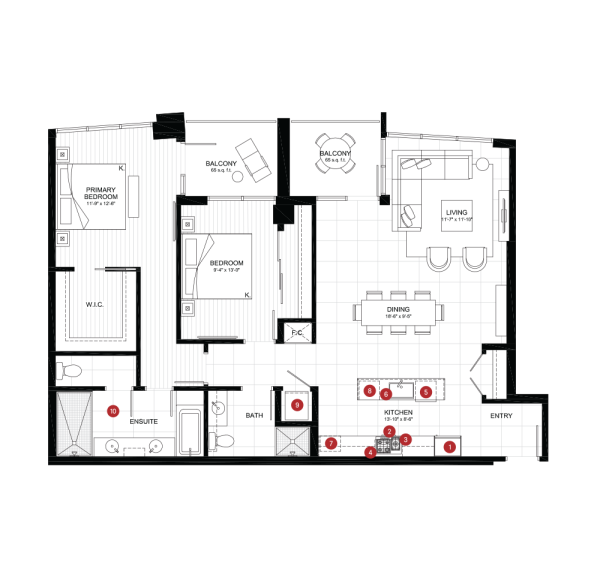 BALCONY
65 s.q. f.t.
BALCONY
65 s.q. f.t.
K.
PRIMARY
BEDROOM
11'-9" x 12'-6"
LIVING
11'-7" x 11'-10"
BEDROOM
9'-4" x 13'-0"
K.
W.I.C.
DINING
18'-6" x 9'-5"
F.C.
8
6
5
10
9
ENSUITE
BATH
KITCHEN
13'-10" x 8'-6"
ENTRY
2
7
3
1
4